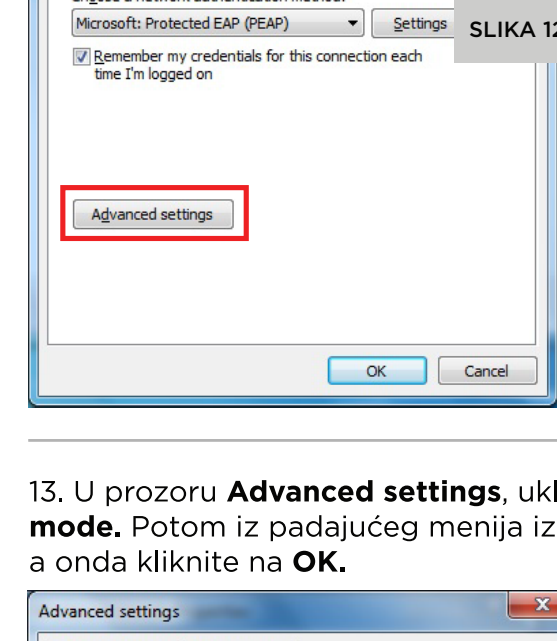 Microsoft: Protected EAP (PEAP)
Settings
SLIKA 12
Remember my credentials for this connection each
time I'm logged on
Advanced settings
OK
Cancel
13. U prozoru Advanced settings, ukl
mode. Potom iz padajućeg menija iz
a onda kliknite na OK.
Advanced settings